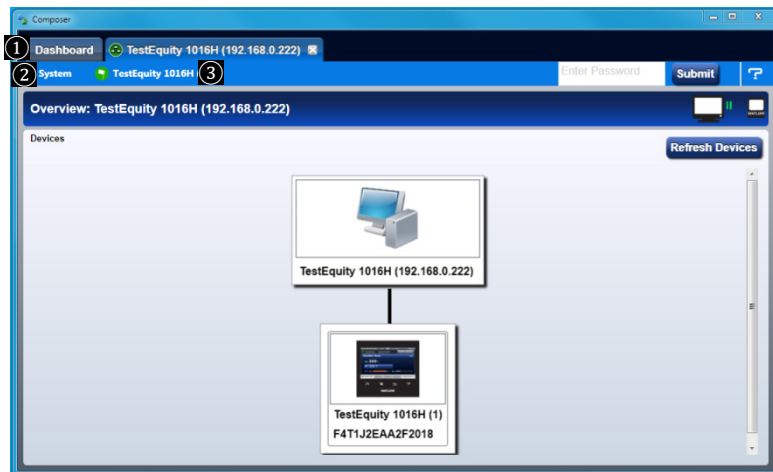 Composer
1 Dashboard TestEquity 1016H (192.168.0.222)
2 System TestEquity 1016H 3 Enter Password Submit ?
Overview: TestEquity 1016H (192.168.0.222)
Devices
Refresh Devices
TestEquity 1016H (192.168.0.222)
TestEquity 1016H (1)
F4T1J2EAA2F2018